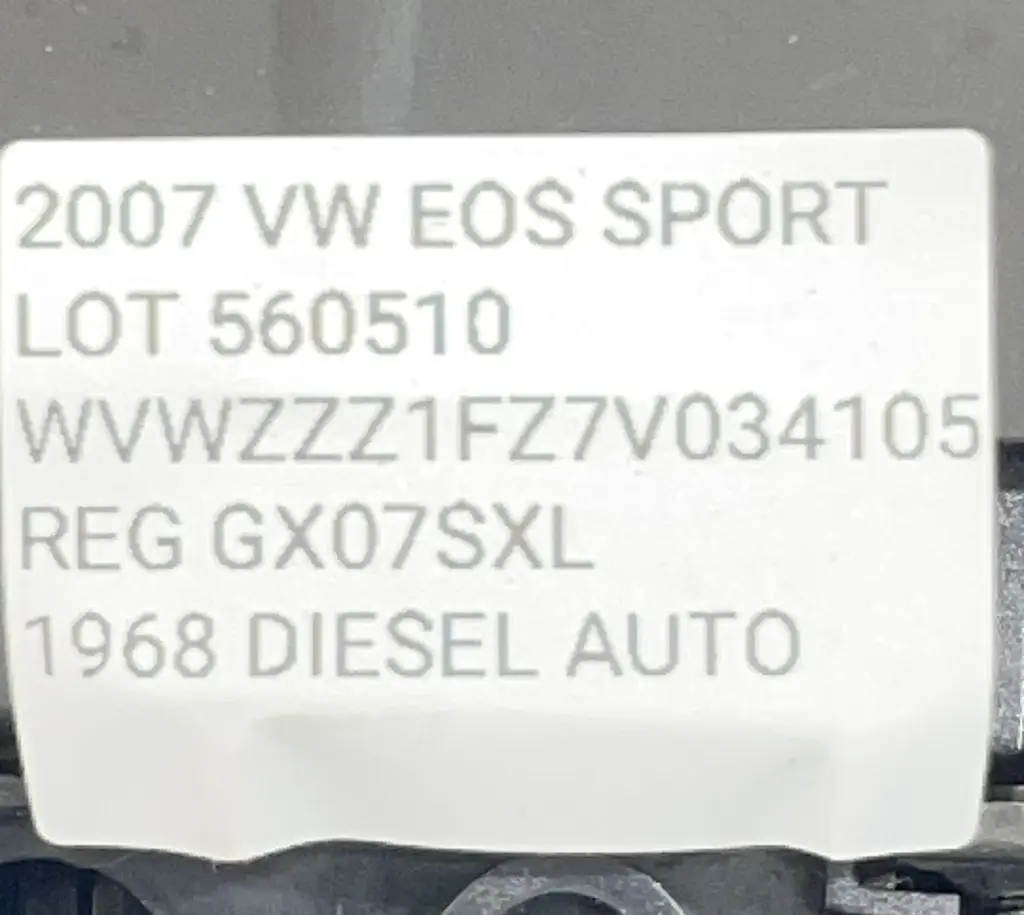 2007 VW EOS SPORT
LOT 560510
WVWZZZ1FZ7V034105
REG GX07SXL
1968 DIESEL AUTO